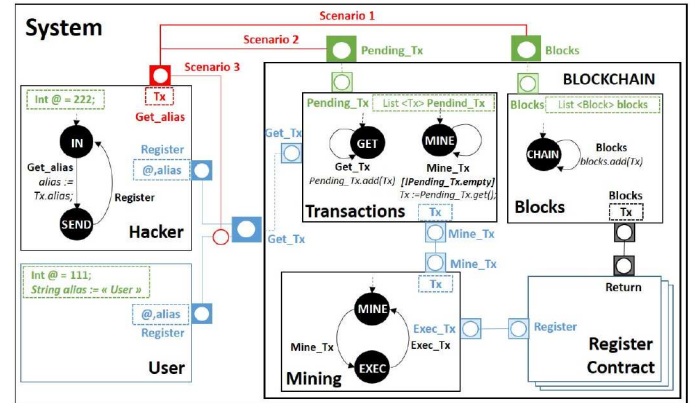 System
Scenario 1
Scenario 2
Scenario 3
Pending_Tx
Blocks
BLOCKCHAIN
Int @ = 222;
Tx
Get_alias
IN
Get_alias
alias :=
Tx.alias;
Register
SEND
Hacker
Register
@,alias
Get_Tx
Get_Tx
Int @ = 111;
String alias := « User »
@,alias
Register
User
Pending_Tx
List <Tx> Pendind_Tx
GET
Get_Tx
Pending_Tx.add(Tx)
MINE
Mine_Tx
[!Pending_Tx.empty]
Tx :=Pending_Tx.get();
Transactions
Tx
Mine_Tx
Mine_Tx
Tx
Blocks
List <Block> blocks
CHAIN
Blocks
blocks.add(Tx)
Blocks
Blocks
Tx
Return
MINE
Mine_Tx
Exec_Tx
EXEC
Mining
Exec_Tx
Register
Register
Contract